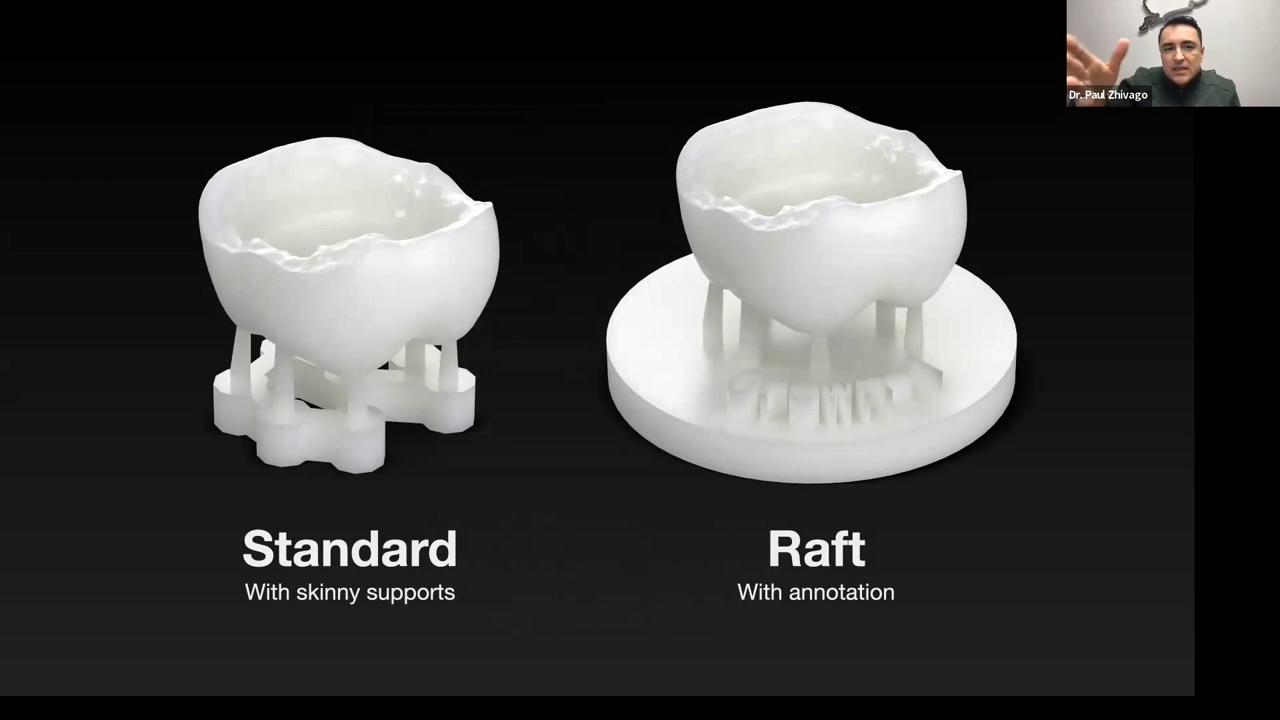 Dr. Paul Zhivago
Standard
Raft
With skinny supports
With annotation